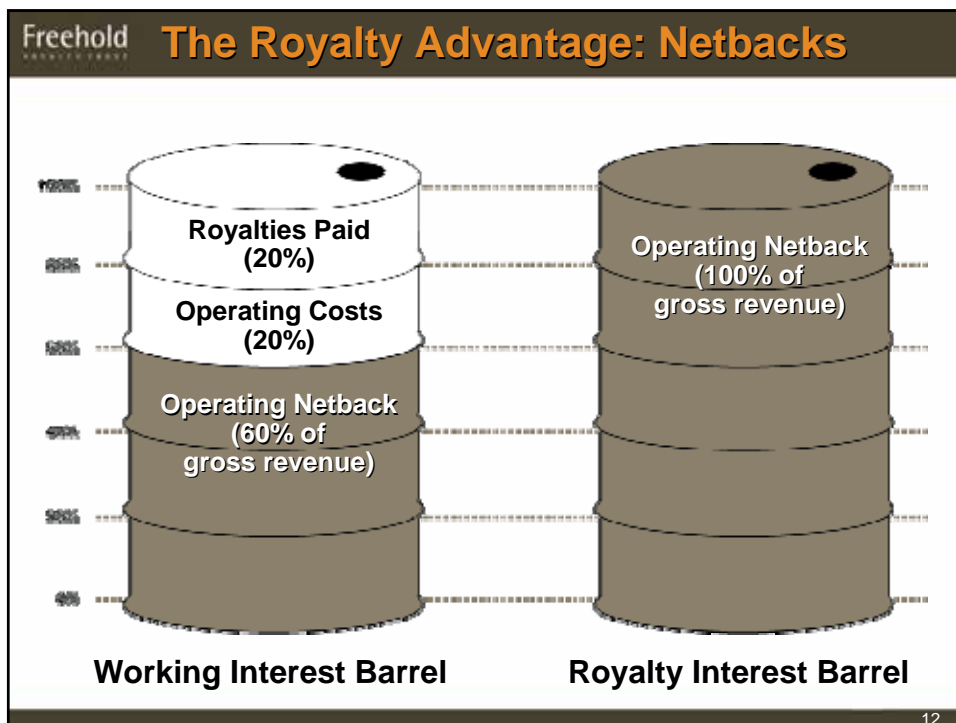 Freehold
The Royalty Advantage: Netbacks
Royalties Paid
(20%)
Operating Costs
(20%)
Operating Netback
(60% of
gross revenue)
Operating Netback
(100% of
gross revenue)
Working Interest Barrel
Royalty Interest Barrel
12